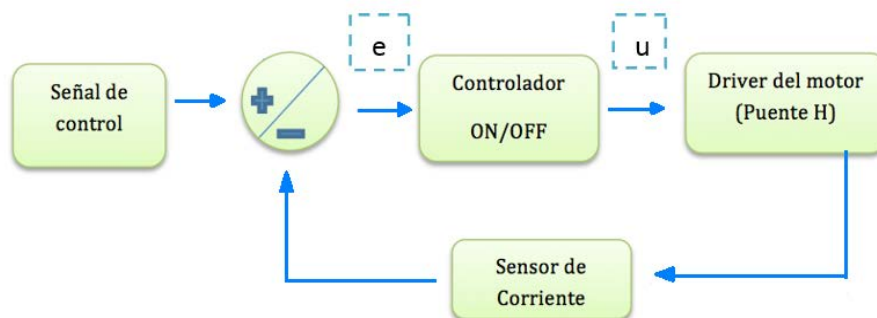 e
u
Señal de
control
+
−
Controlador
ON/OFF
Driver del motor
(Puente H)
Sensor de
Corriente